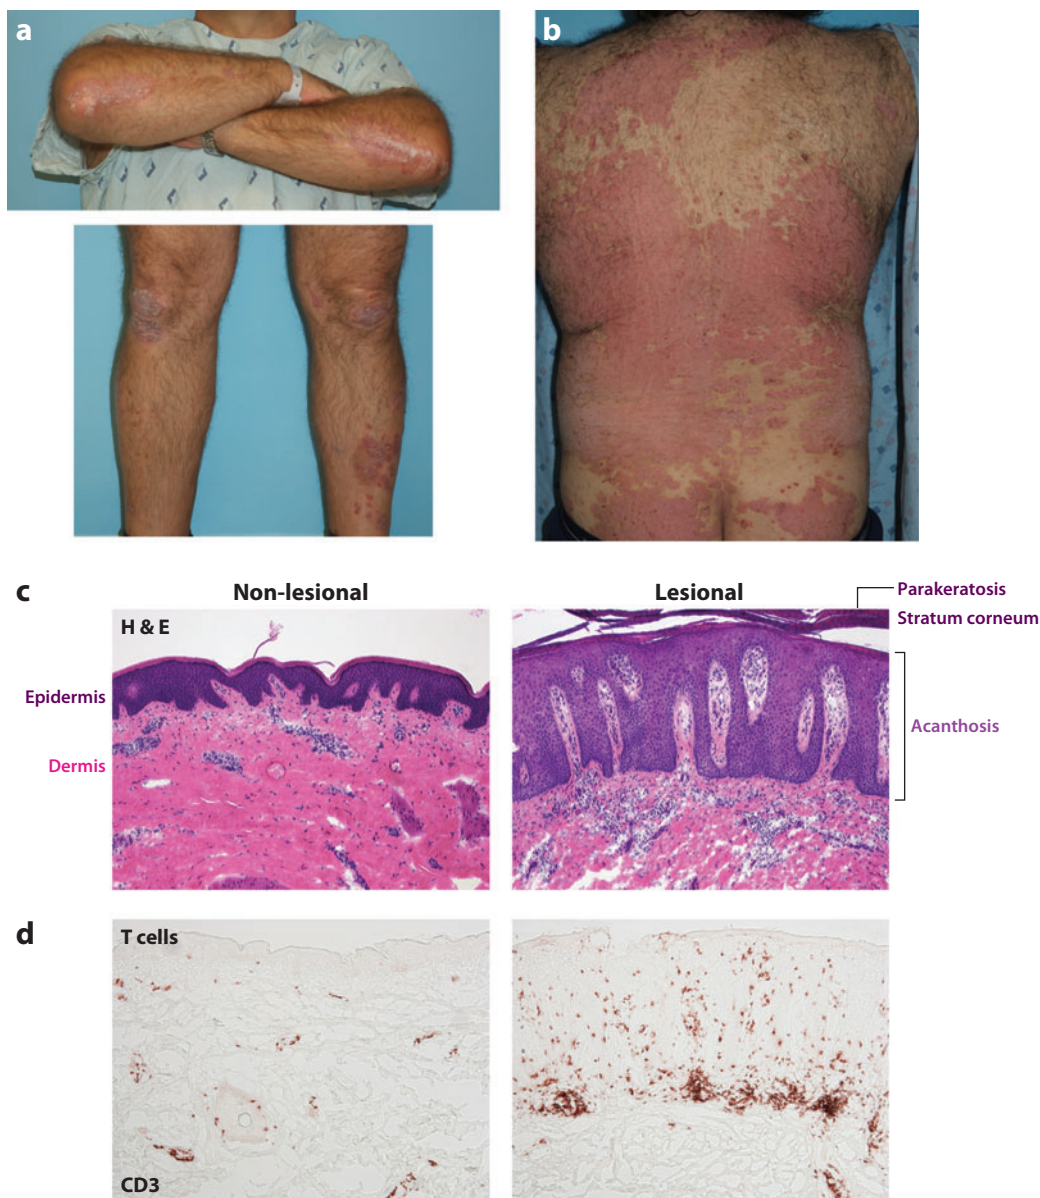 a
b
c
Non-lesional
Lesional
Parakeratosis
Stratum corneum
H & E
Epidermis
Dermis
Acanthosis
d
T cells
CD3